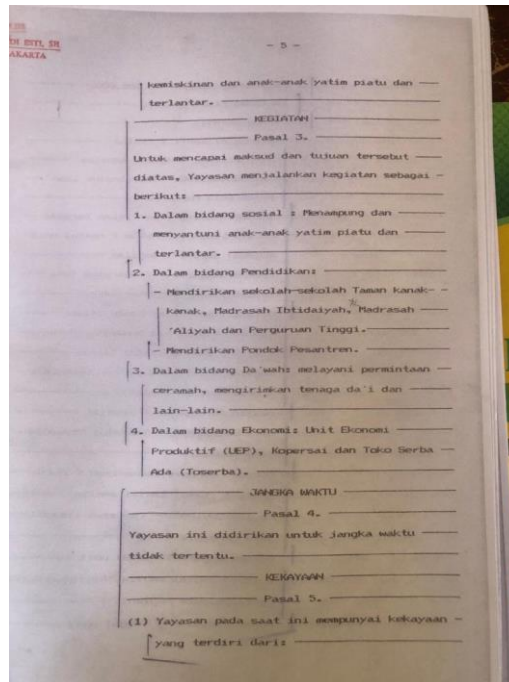 - 5 -
JAKARTA
kemiskinan dan anak-anak yatim piatu dan
terlantar.
KEGIATAN
Pasal 3.
Untuk mencapai maksud dan tujuan tersebut
diatas, Yayasan menjalankan kegiatan sebagai -
berikut:
1. Dalam bidang sosial : Menampung dan
menyantuni anak-anak yatim piatu dan
terlantar.
2. Dalam bidang Pendidikan:
- Mendirikan sekolah-sekolah Taman kanak- -
kanak, Madrasah Ibtidaiyah, Madrasah
'Aliyah dan Perguruan Tinggi.
- Mendirikan Pondok Pesantren.
3. Dalam bidang Da'wah: melayani permintaan
ceramah, mengirimkan tenaga da'i dan
lain-lain.
4. Dalam bidang Ekonomi: Unit Ekonomi
Produktif (UEP), Kopersai dan Toko Serba
Ada (Toserba).
JANGKA WAKTU
Pasal 4.
Yayasan ini didirikan untuk jangka waktu
tidak tertentu.
KEKAYAAN
Pasal 5.
(1) Yayasan pada saat ini mempunyai kekayaan -
yang terdiri dari: